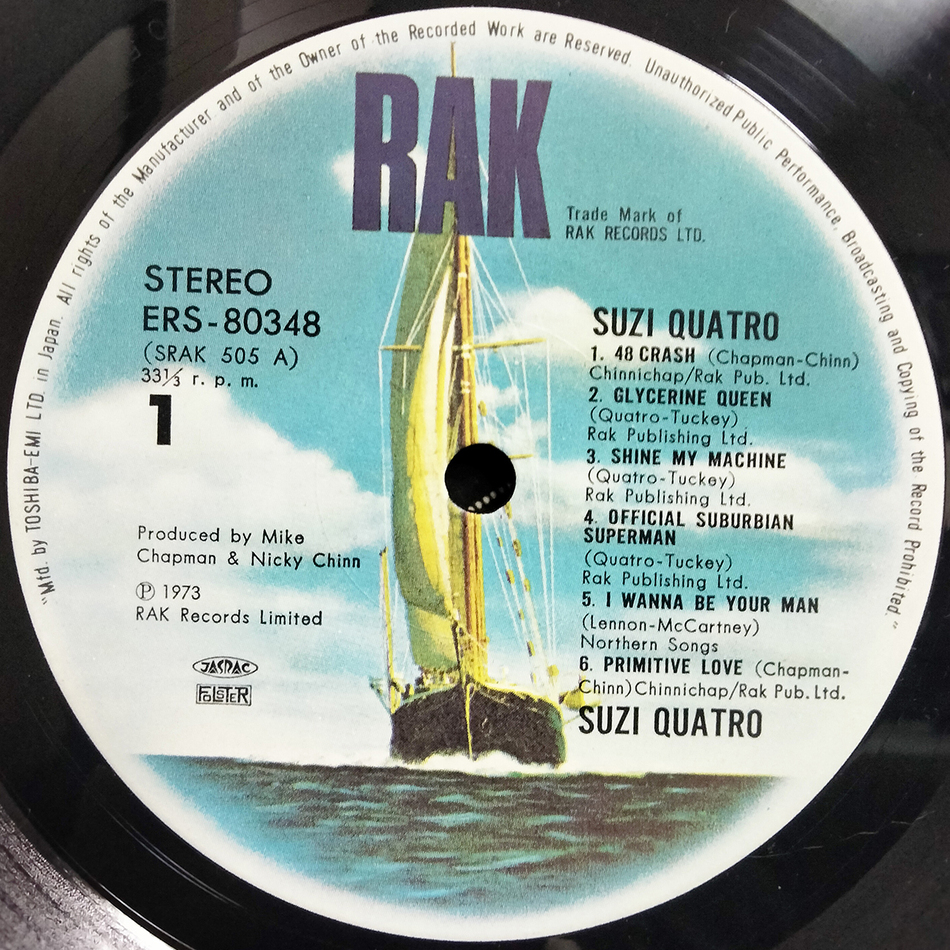 "Mfd. by TOSHIBA-EMI LTD. in Japan. All rights of the Manufacturer and of the Owner of the Recorded Work are Reserved. Unauthorized Public Performance, Broadcasting and Copying of the Record Prohibited."
RAK
Trade Mark of
RAK RECORDS LTD.
STEREO
ERS-80348
(SRAK 505 A)
33⅓ r. p. m.
1
Produced by Mike
Chapman & Nicky Chinn
Ⓟ 1973
RAK Records Limited
JASRAC
FOLSTER
SUZI QUATRO
1. 48 CRASH (Chapman-Chinn)
Chinnichap/Rak Pub. Ltd.
2. GLYCERINE QUEEN
(Quatro-Tuckey)
Rak Publishing Ltd.
3. SHINE MY MACHINE
(Quatro-Tuckey)
Rak Publishing Ltd.
4. OFFICIAL SUBURBIAN
SUPERMAN
(Quatro-Tuckey)
Rak Publishing Ltd.
5. I WANNA BE YOUR MAN
(Lennon-McCartney)
Northern Songs
6. PRIMITIVE LOVE (Chapman-
Chinn)Chinnichap/Rak Pub. Ltd.
SUZI QUATRO